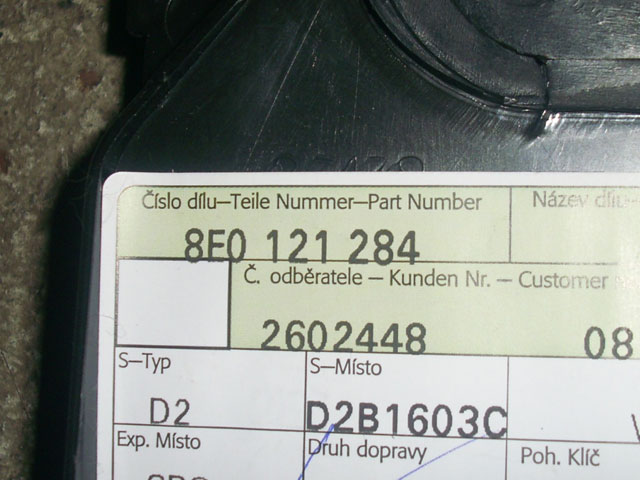 Číslo dílu–Teile Nummer–Part Number Název
8E0 121 284
Č. odběratele – Kunden Nr. – Customer
2602448 08
S–Typ S–Místo
D2 D2B1603C
Exp. Místo Druh dopravy Poh. Klíč